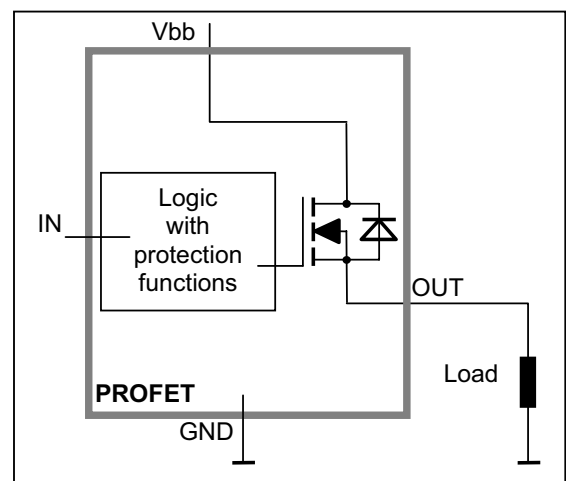 Vbb
IN
Logic
with
protection
functions
OUT
Load
PROFET
GND